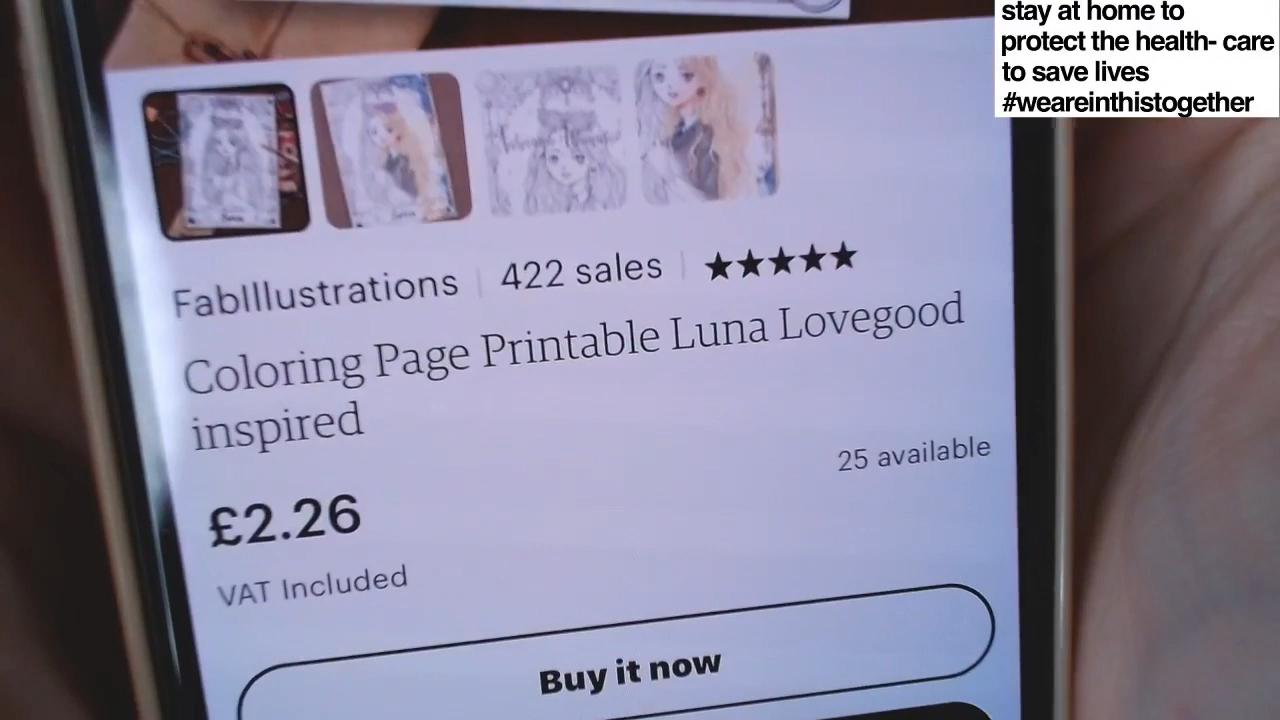 stay at home to
protect the health- care
to save lives
#weareinthistogether
FabIllustrations | 422 sales | ★★★★★
Coloring Page Printable Luna Lovegood
inspired
25 available
£2.26
VAT Included
Buy it now